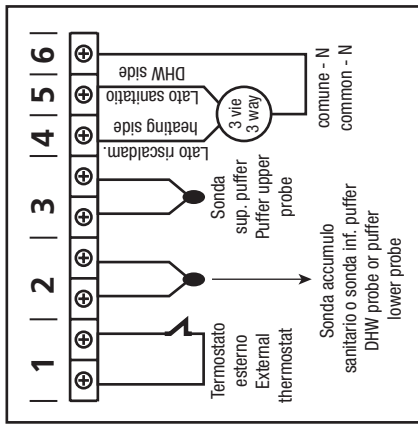 1
2
3
4
5
6
Termostato
esterno
External
thermostat
Sonda accumulo
sanitario o sonda inf. puffer
DHW probe or puffer
lower probe
Sonda
sup. puffer
Puffer upper
probe
Lato riscaldam.
heating side
Lato sanitatio
DHW side
3 vie
3 way
comune - N
common - N